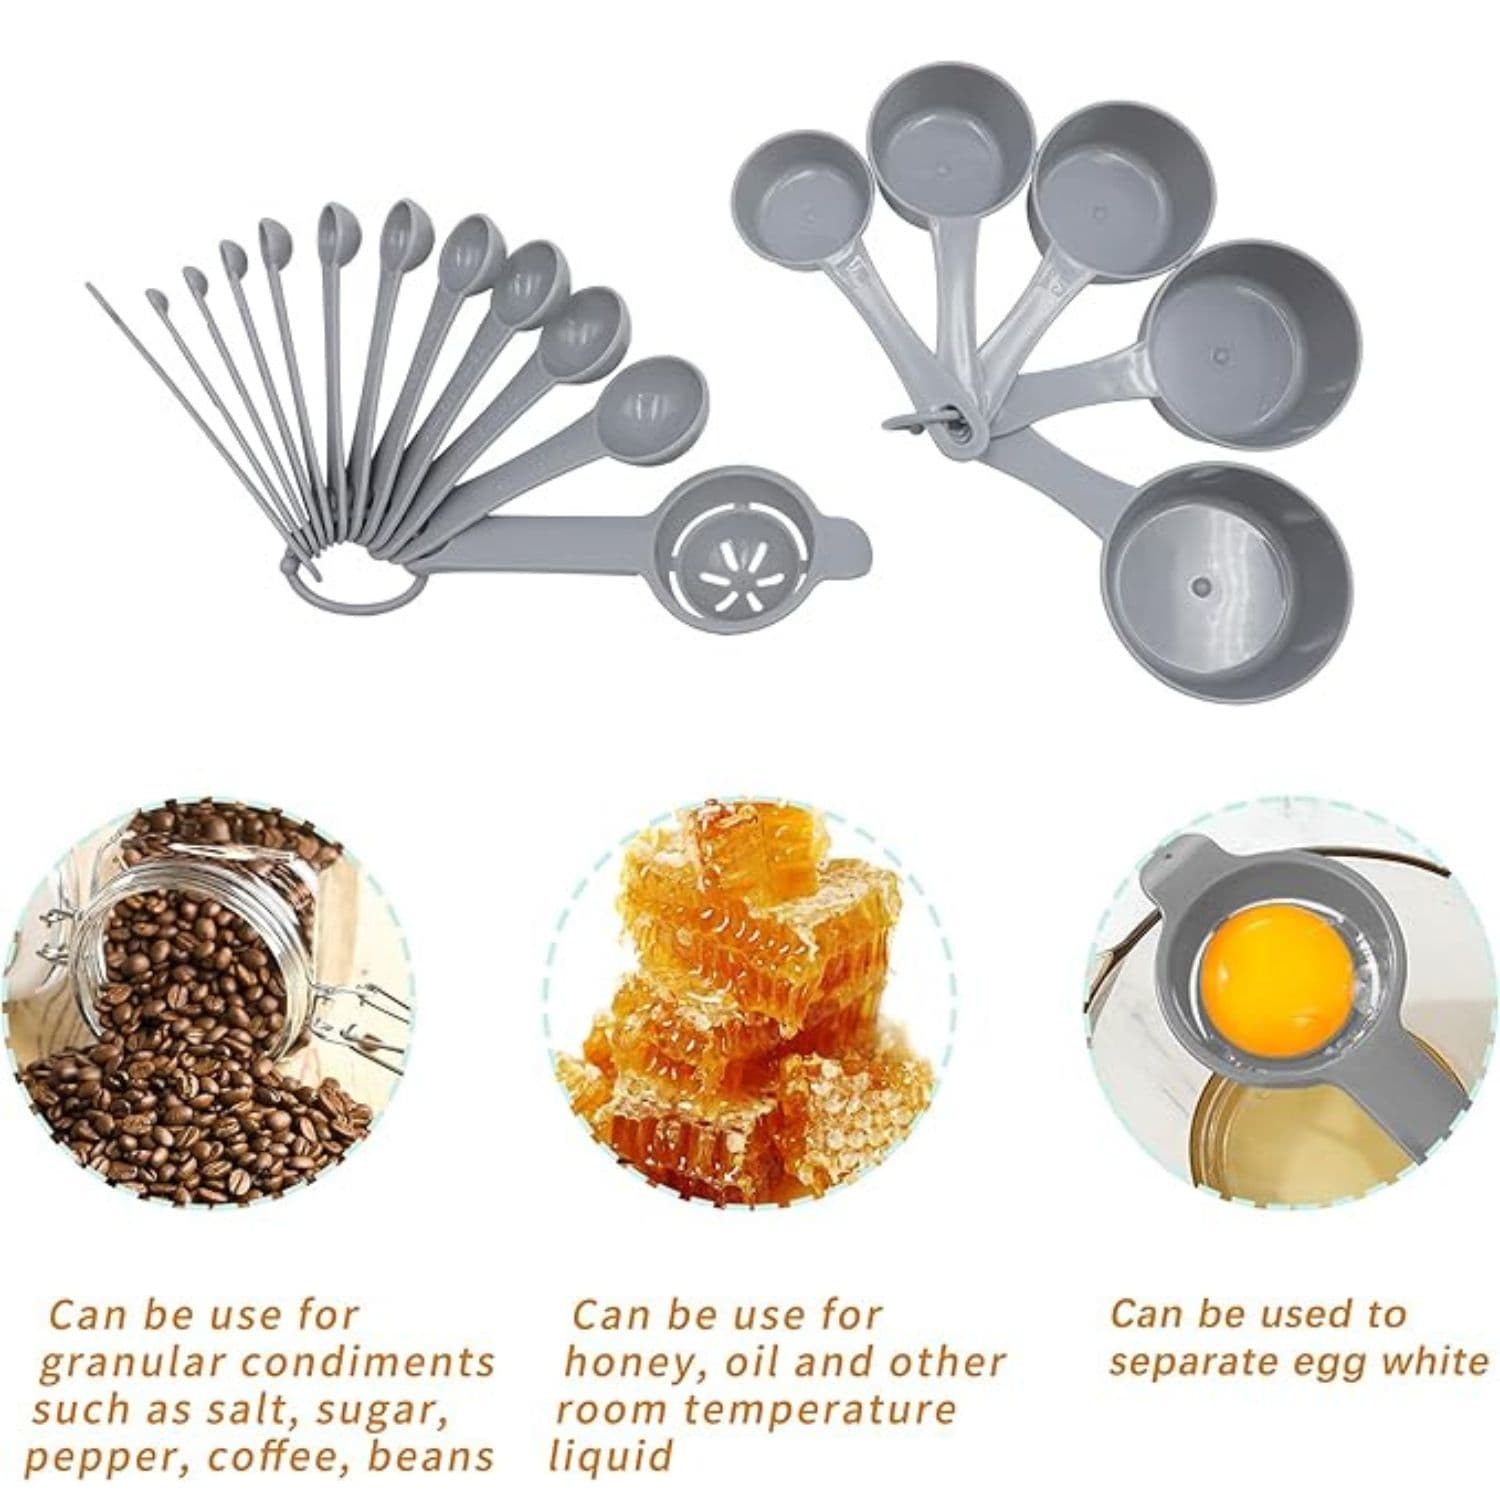 Can be use for
granular condiments
such as salt, sugar,
pepper, coffee, beans
Can be use for
honey, oil and other
room temperature
liquid
Can be used to
separate egg white